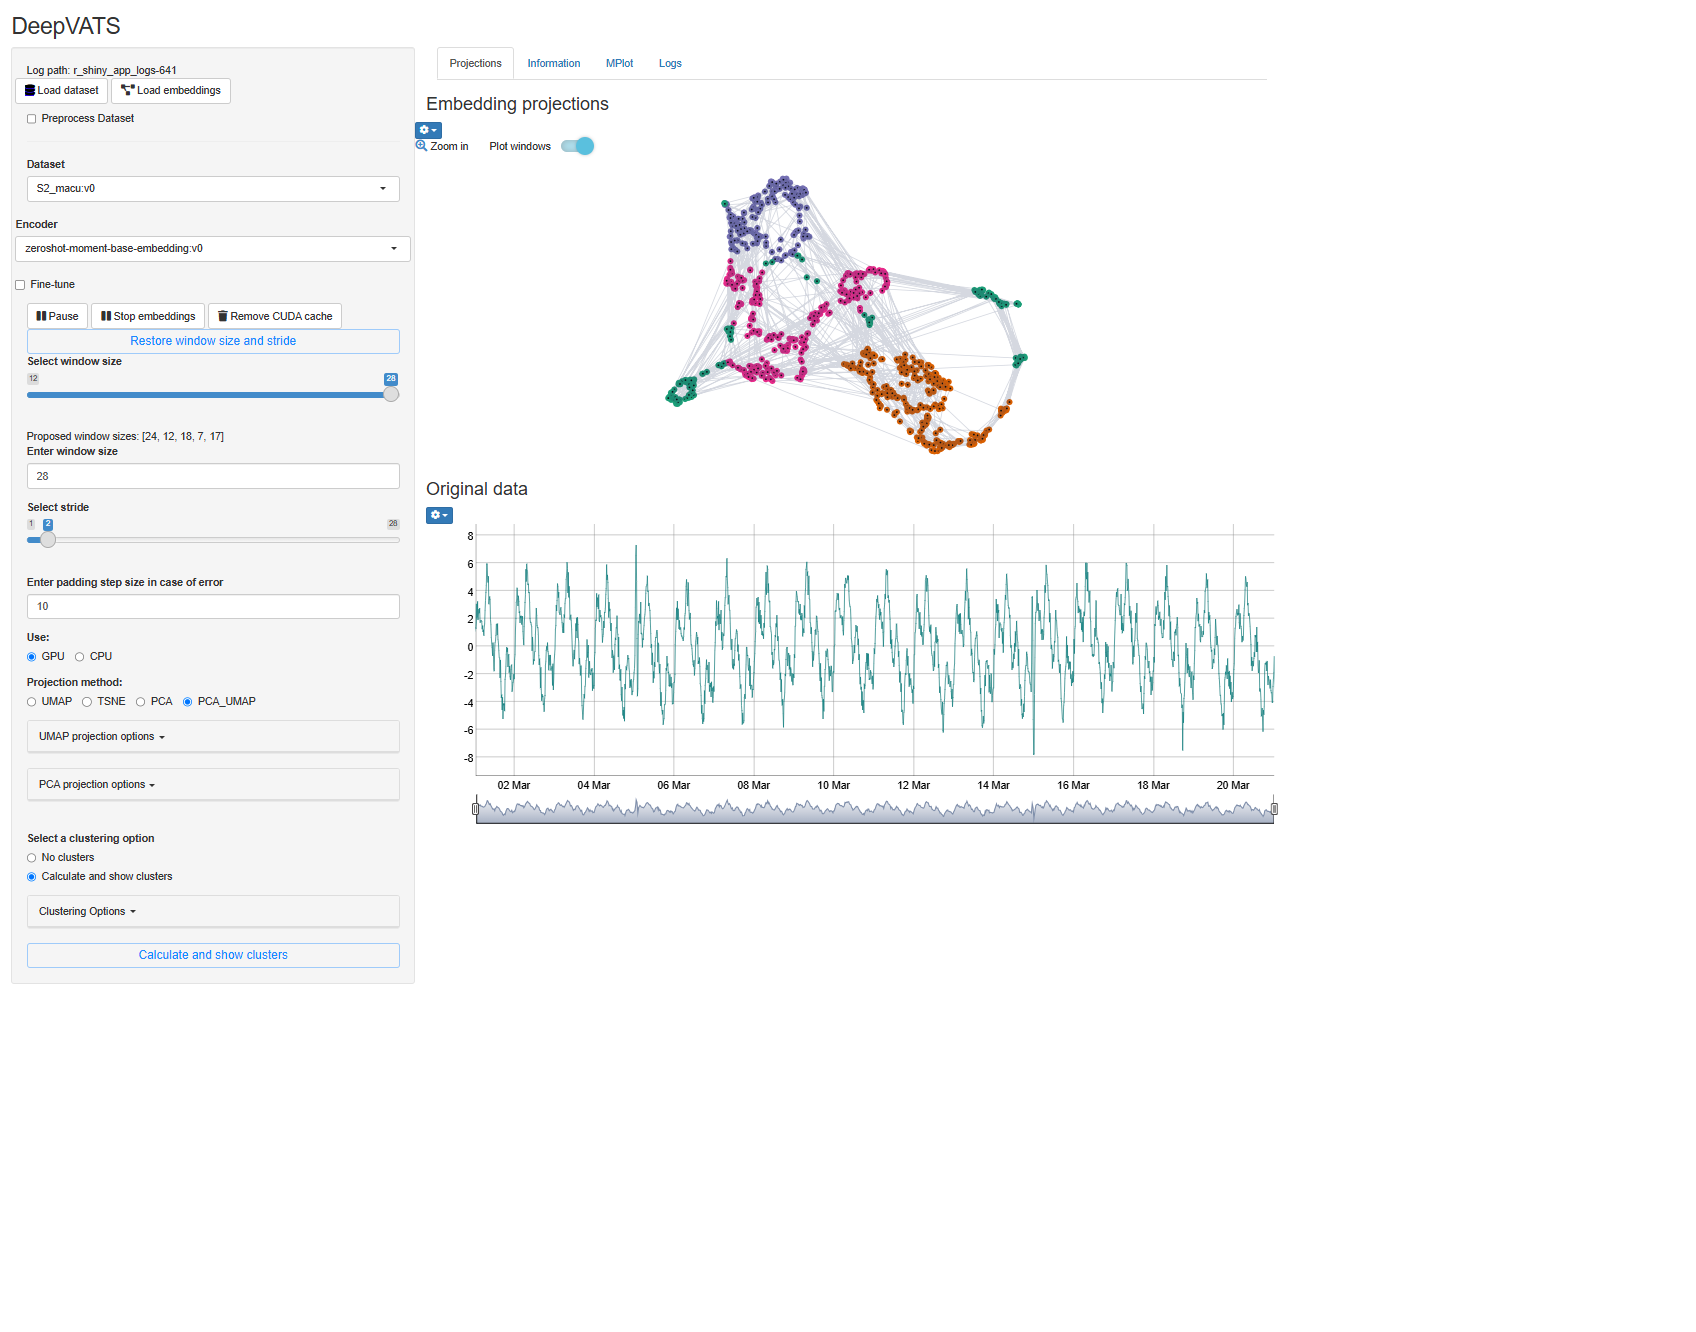 DeepVATS
Log path: r_shiny_app_logs-641
Load dataset
Load embeddings
Preprocess Dataset
Dataset
S2_macu:v0
Encoder
zeroshot-moment-base-embedding:v0
Fine-tune
Pause
Stop embeddings
Remove CUDA cache
Restore window size and stride
Select window size
12
28
Proposed window sizes: [24, 12, 18, 7, 17]
Enter window size
28
Select stride
1
2
28
Enter padding step size in case of error
10
Use:
GPU
CPU
Projection method:
UMAP
TSNE
PCA
PCA_UMAP
UMAP projection options
PCA projection options
Select a clustering option
No clusters
Calculate and show clusters
Clustering Options
Calculate and show clusters
Projections
Information
MPlot
Logs
Embedding projections
Zoom in
Plot windows
Original data
8
6
4
2
0
-2
-4
-6
-8
02 Mar
04 Mar
06 Mar
08 Mar
10 Mar
12 Mar
14 Mar
16 Mar
18 Mar
20 Mar